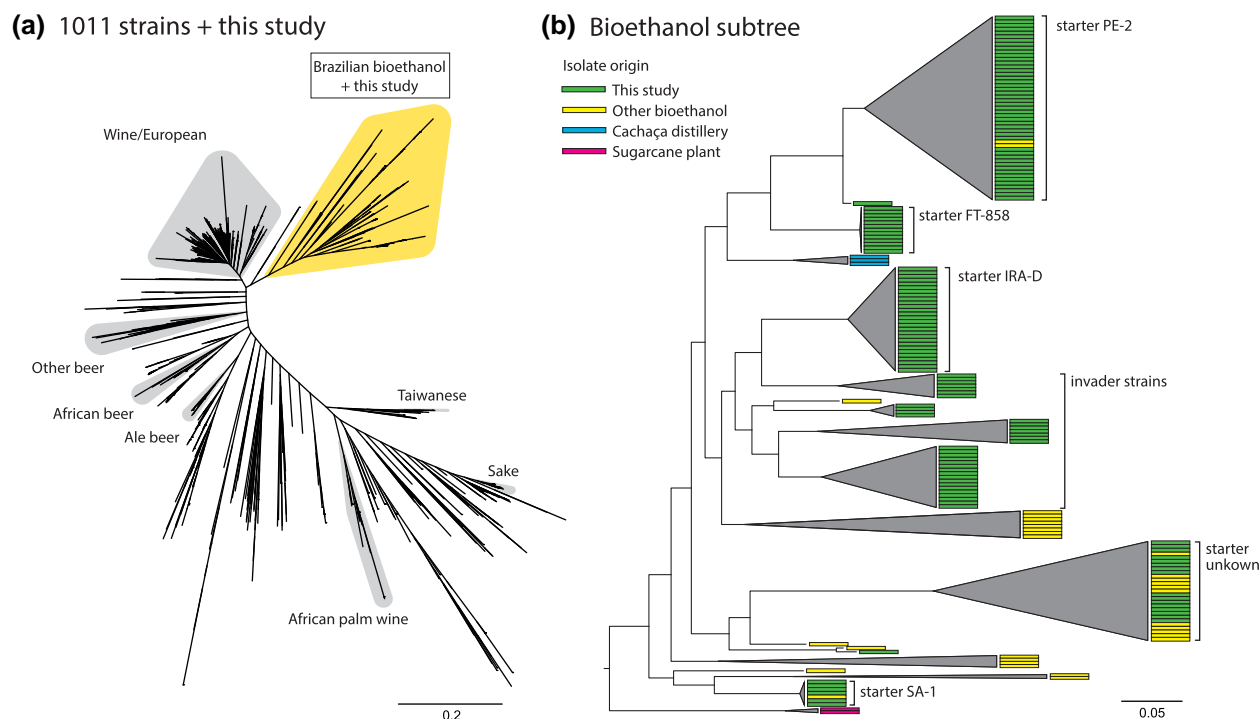 (a) 1011 strains + this study
Brazilian bioethanol
+ this study
Wine/European
Other beer
African beer
Ale beer
Taiwanese
Sake
African palm wine
0.2
(b) Bioethanol subtree
Isolate origin
This study
Other bioethanol
Cachaça distillery
Sugarcane plant
starter PE-2
starter FT-858
starter IRA-D
invader strains
starter
unkown
starter SA-1
0.05